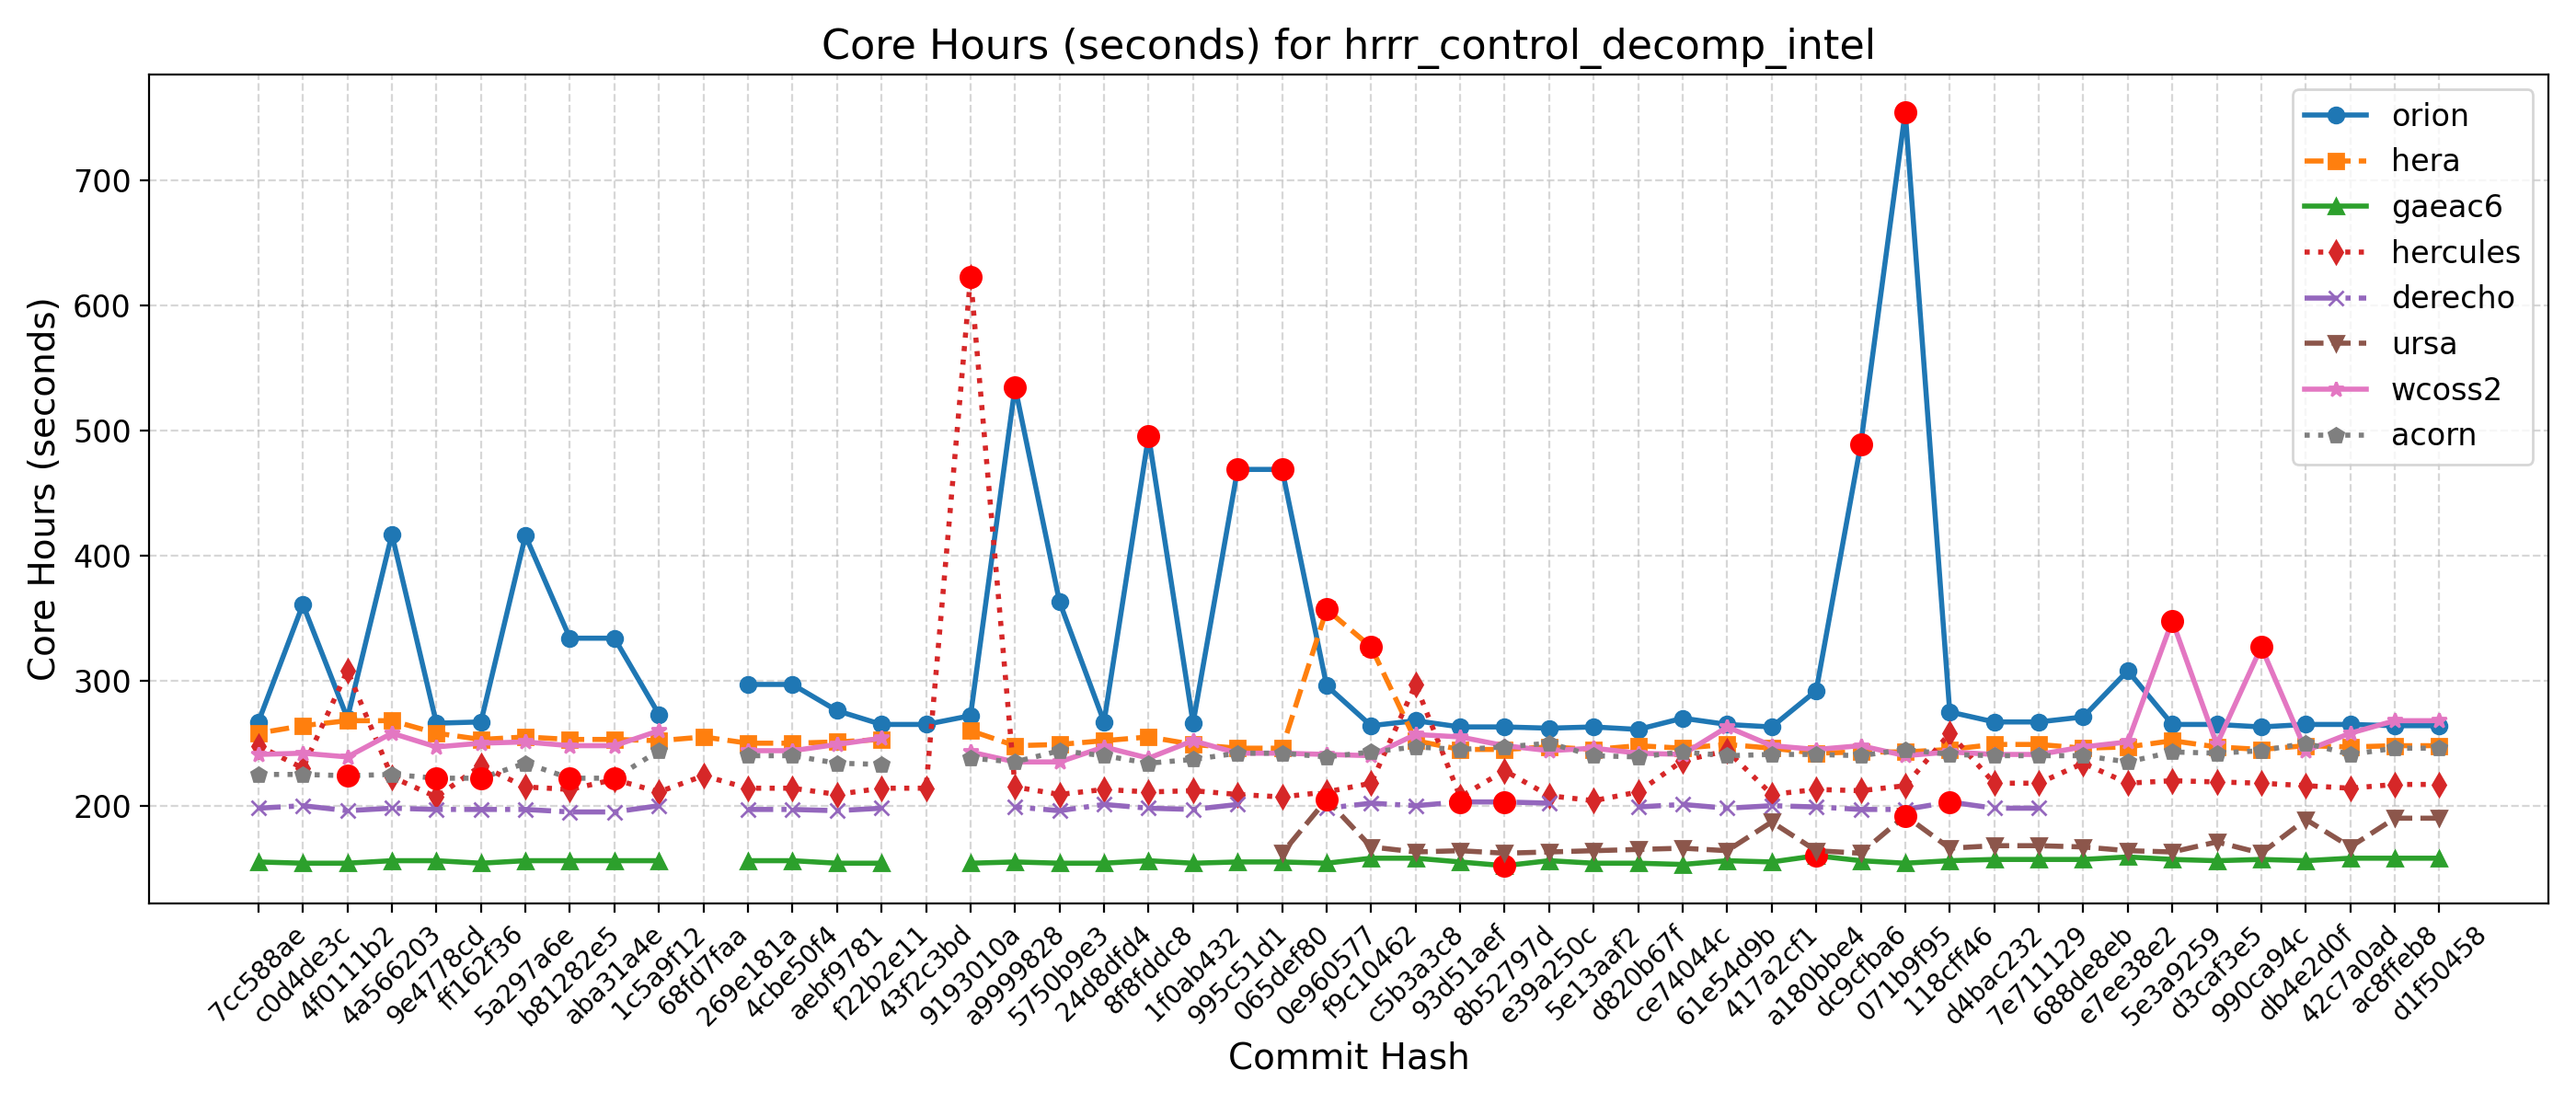 Core Hours (seconds) for hrrr_control_decomp_intel
Core Hours (seconds)
700
600
500
400
300
200
orion
hera
gaeac6
hercules
derecho
ursa
wcoss2
acorn
7cc588ae
c0d4de3c
4f0111b2
4a566203
9e4778cd
ff162f36
5a297a6e
b81282e5
aba31a4e
1c5a9f12
68fd7faa
269e181a
4cbe50f4
aebf9781
f22b2e11
43f2c3bd
9193010a
a9999828
5750b9e3
24d8dfd4
8f8fddc8
1f0ab432
995c51d1
065def80
0e960577
f9c10462
c5b3a3c8
93d51aef
8b52797d
e39a250c
5e13aaf2
d820b67f
ce74044c
61e54d9b
417a2cf1
a180bbe4
dc9cfba6
071b9f95
118cff46
d4bac232
7e711129
688de8eb
e7ee38e2
5e3a9259
d3caf3e5
990ca94c
db4e2d0f
42c7a0ad
ac8ffeb8
d1f50458
Commit Hash